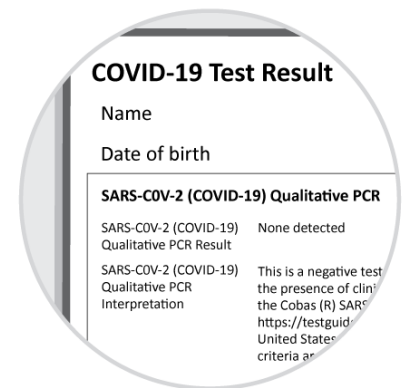 COVID-19 Test Result
Name
Date of birth
SARS-C0V-2 (COVID-19) Qualitative PCR
SARS-C0V-2 (COVID-19)
Qualitative PCR Result
None detected
SARS-C0V-2 (COVID-19)
Qualitative PCR
Interpretation
This is a negative test
the presence of clini
the Cobas (R) SARS
https://testguid
United States
criteria ar